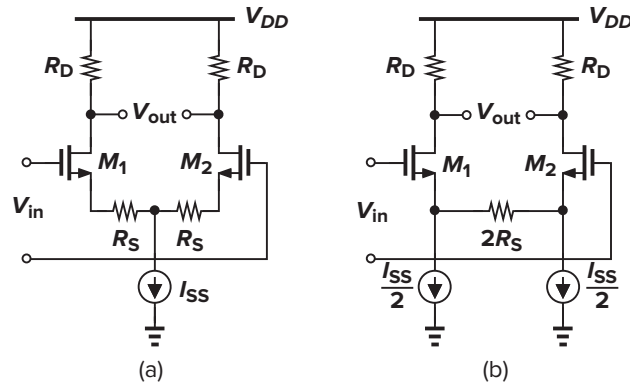 V_DD
R_D R_D
V_out
M_1 M_2
V_in
R_S R_S
I_SS
(a)
V_DD
R_D R_D
V_out
M_1 M_2
V_in
2R_S
I_SS/2 I_SS/2
(b)